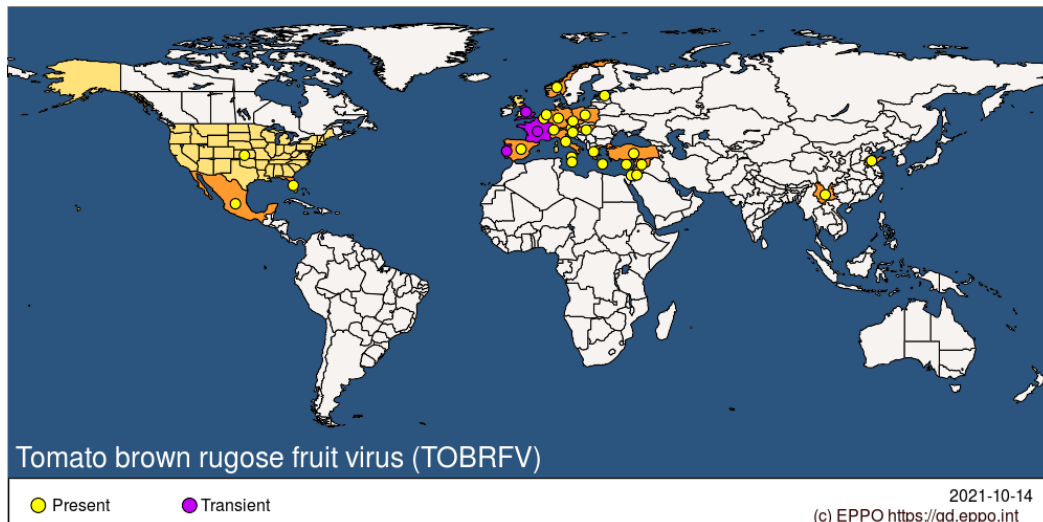 Tomato brown rugose fruit virus (TOBRFV)
Present
Transient
2021-10-14
(c) EPPO https://gd.eppo.int